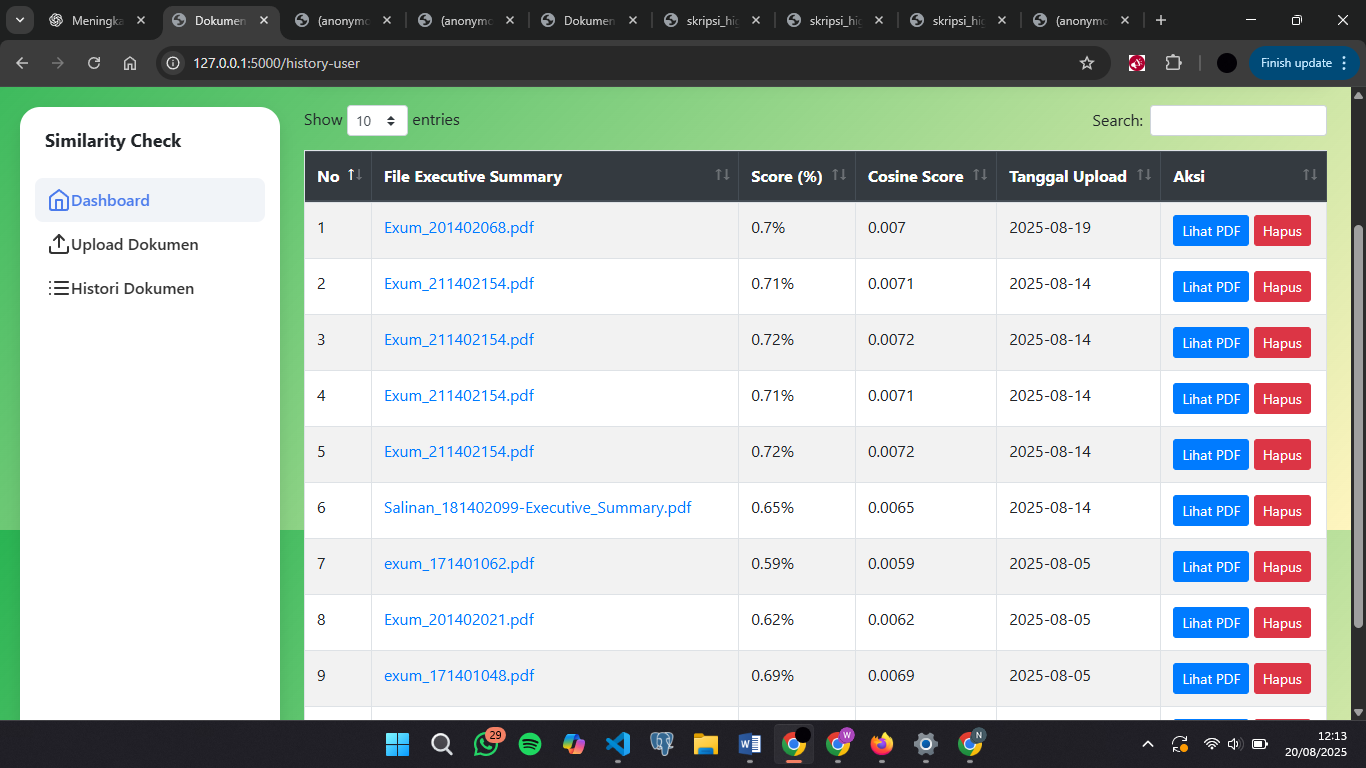 Meningka
Dokumen
(anonymo
(anonymo
Dokumen
skripsi_hig
skripsi_hig
skripsi_hig
(anonymo
127.0.0.1:5000/history-user
Finish update
Similarity Check
Dashboard
Upload Dokumen
Histori Dokumen
Show 10 entries
Search:
No File Executive Summary Score (%) Cosine Score Tanggal Upload Aksi
1 Exum_201402068.pdf 0.7% 0.007 2025-08-19 Lihat PDF Hapus
2 Exum_211402154.pdf 0.71% 0.0071 2025-08-14 Lihat PDF Hapus
3 Exum_211402154.pdf 0.72% 0.0072 2025-08-14 Lihat PDF Hapus
4 Exum_211402154.pdf 0.71% 0.0071 2025-08-14 Lihat PDF Hapus
5 Exum_211402154.pdf 0.72% 0.0072 2025-08-14 Lihat PDF Hapus
6 Salinan_181402099-Executive_Summary.pdf 0.65% 0.0065 2025-08-14 Lihat PDF Hapus
7 exum_171401062.pdf 0.59% 0.0059 2025-08-05 Lihat PDF Hapus
8 Exum_201402021.pdf 0.62% 0.0062 2025-08-05 Lihat PDF Hapus
9 exum_171401048.pdf 0.69% 0.0069 2025-08-05 Lihat PDF Hapus
29
W
N
12:13
20/08/2025